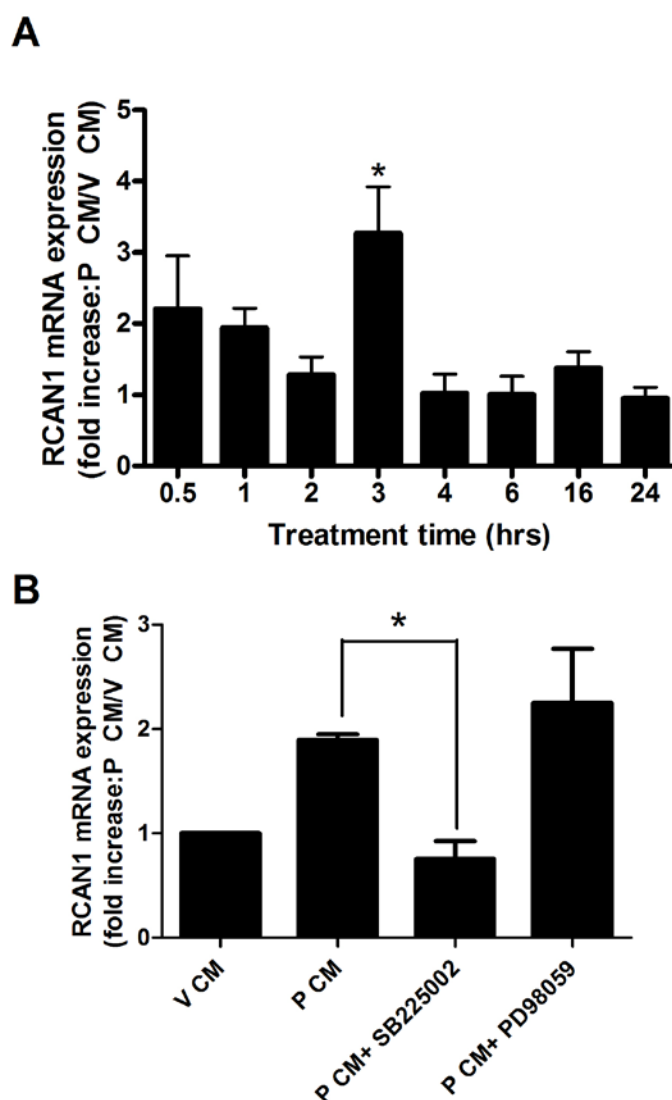 A
RCAN1 mRNA expression
(fold increase:P CM/V CM)
5
4
3
2
1
0
*
0.5 1 2 3 4 6 16 24
Treatment time (hrs)
B
RCAN1 mRNA expression
(fold increase:P CM/V CM)
3
2
1
0
*
V CM
P CM
P CM+ SB225002
P CM+ PD98059